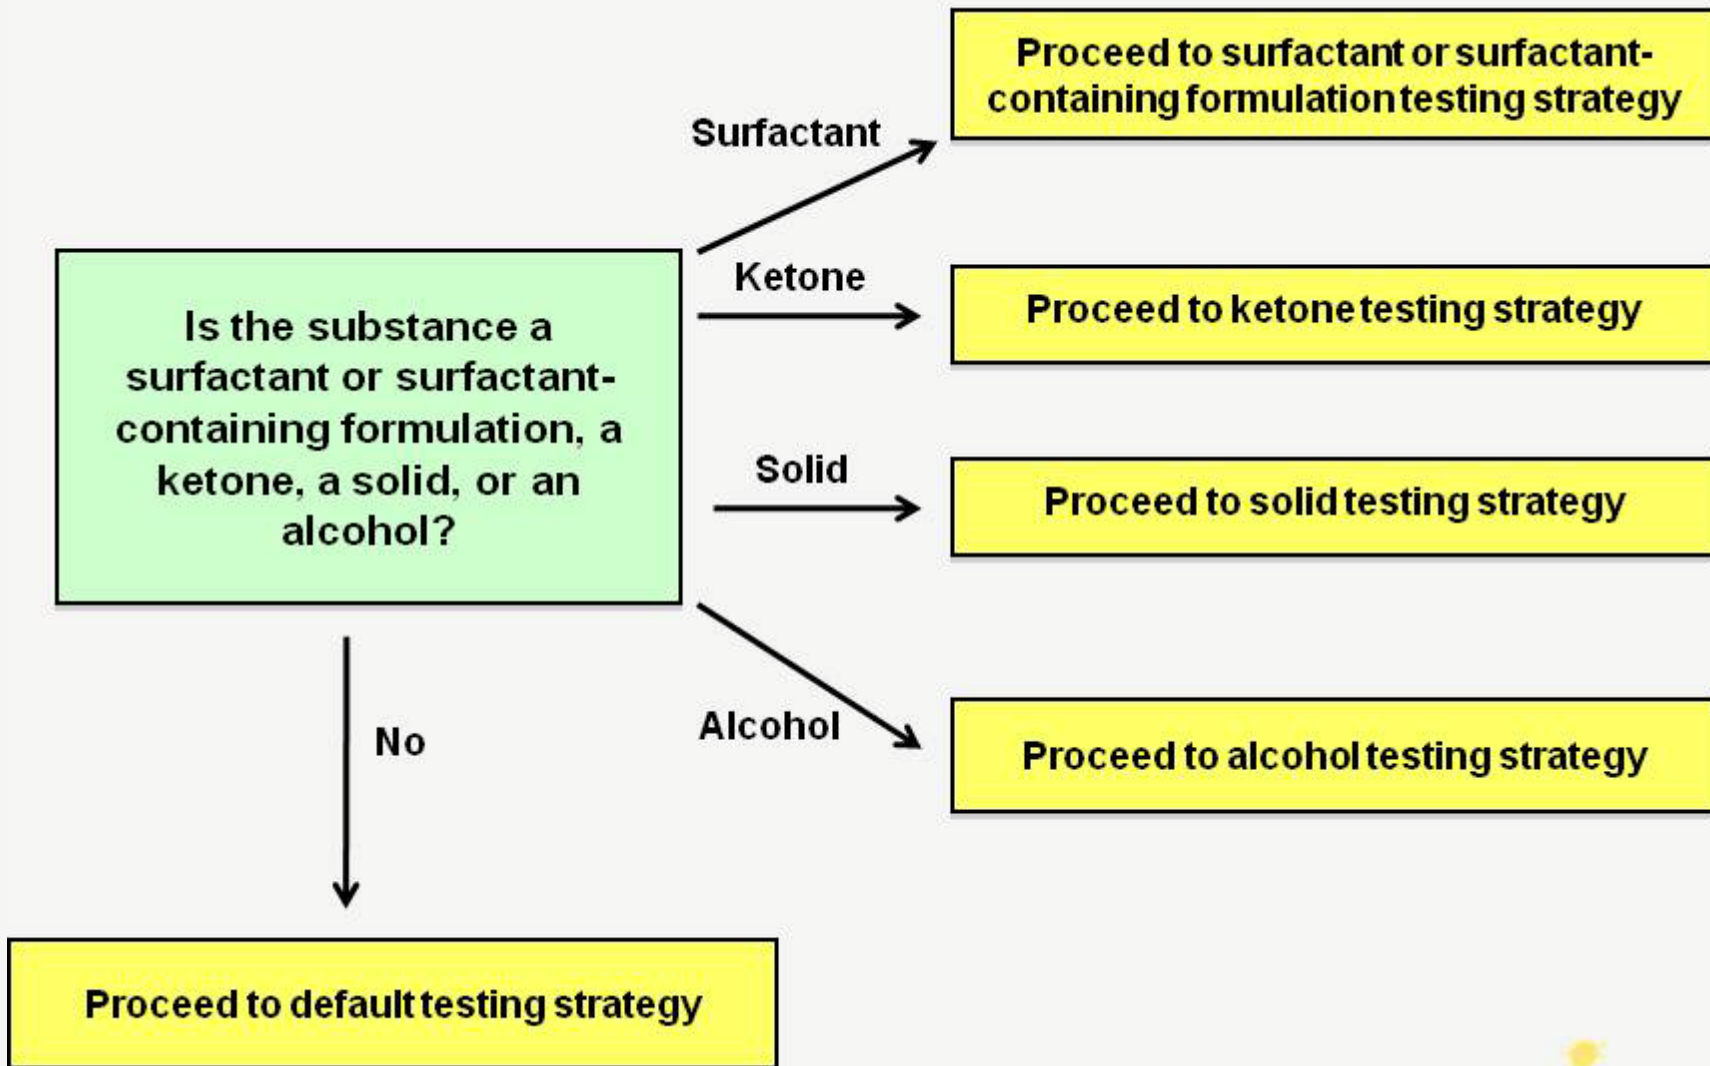 Proceed to surfactant or surfactant-
containing formulation testing strategy
Surfactant
Ketone
Proceed to ketone testing strategy
Is the substance a
surfactant or surfactant-
containing formulation, a
ketone, a solid, or an
alcohol?
Solid
Proceed to solid testing strategy
Alcohol
Proceed to alcohol testing strategy
No
Proceed to default testing strategy